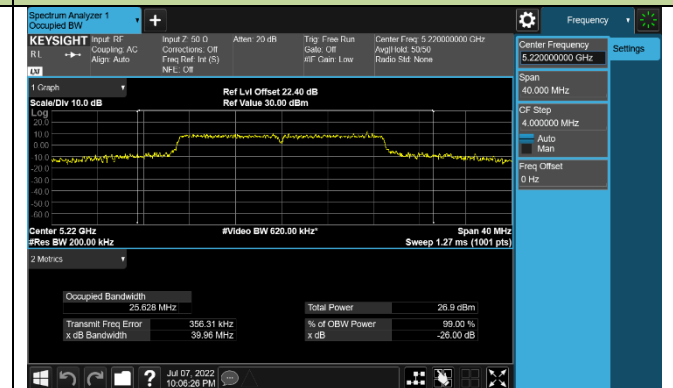 Spectrum Analyzer 1
Occupied BW
Frequency
KEYSIGHT
Input: RF
Coupling: AC
Align: Auto
Input Z: 50 Ω
Corrections: Off
Freq Ref: Int (S)
NFE: Off
Atten: 20 dB
Trig: Free Run
Gate: Off
#IF Gain: Low
Center Freq: 5.220000000 GHz
Avg|Hold: 50/50
Radio Std: None
RL
LXI
Center Frequency
5.220000000 GHz
Settings
Span
40.000 MHz
CF Step
4.000000 MHz
Auto
Man
Freq Offset
0 Hz
1 Graph
Scale/Div 10.0 dB
Ref Lvl Offset 22.40 dB
Ref Value 30.00 dBm
Log
20.0
10.0
0.00
-10.0
-20.0
-30.0
-40.0
-50.0
-60.0
Center 5.22 GHz
#Res BW 200.00 kHz
#Video BW 620.00 kHz*
Span 40 MHz
Sweep 1.27 ms (1001 pts)
2 Metrics
Occupied Bandwidth
25.628 MHz
Total Power 26.9 dBm
Transmit Freq Error 356.31 kHz
% of OBW Power 99.00 %
x dB Bandwidth 39.96 MHz
x dB -26.00 dB
?
Jul 07, 2022
10:06:26 PM